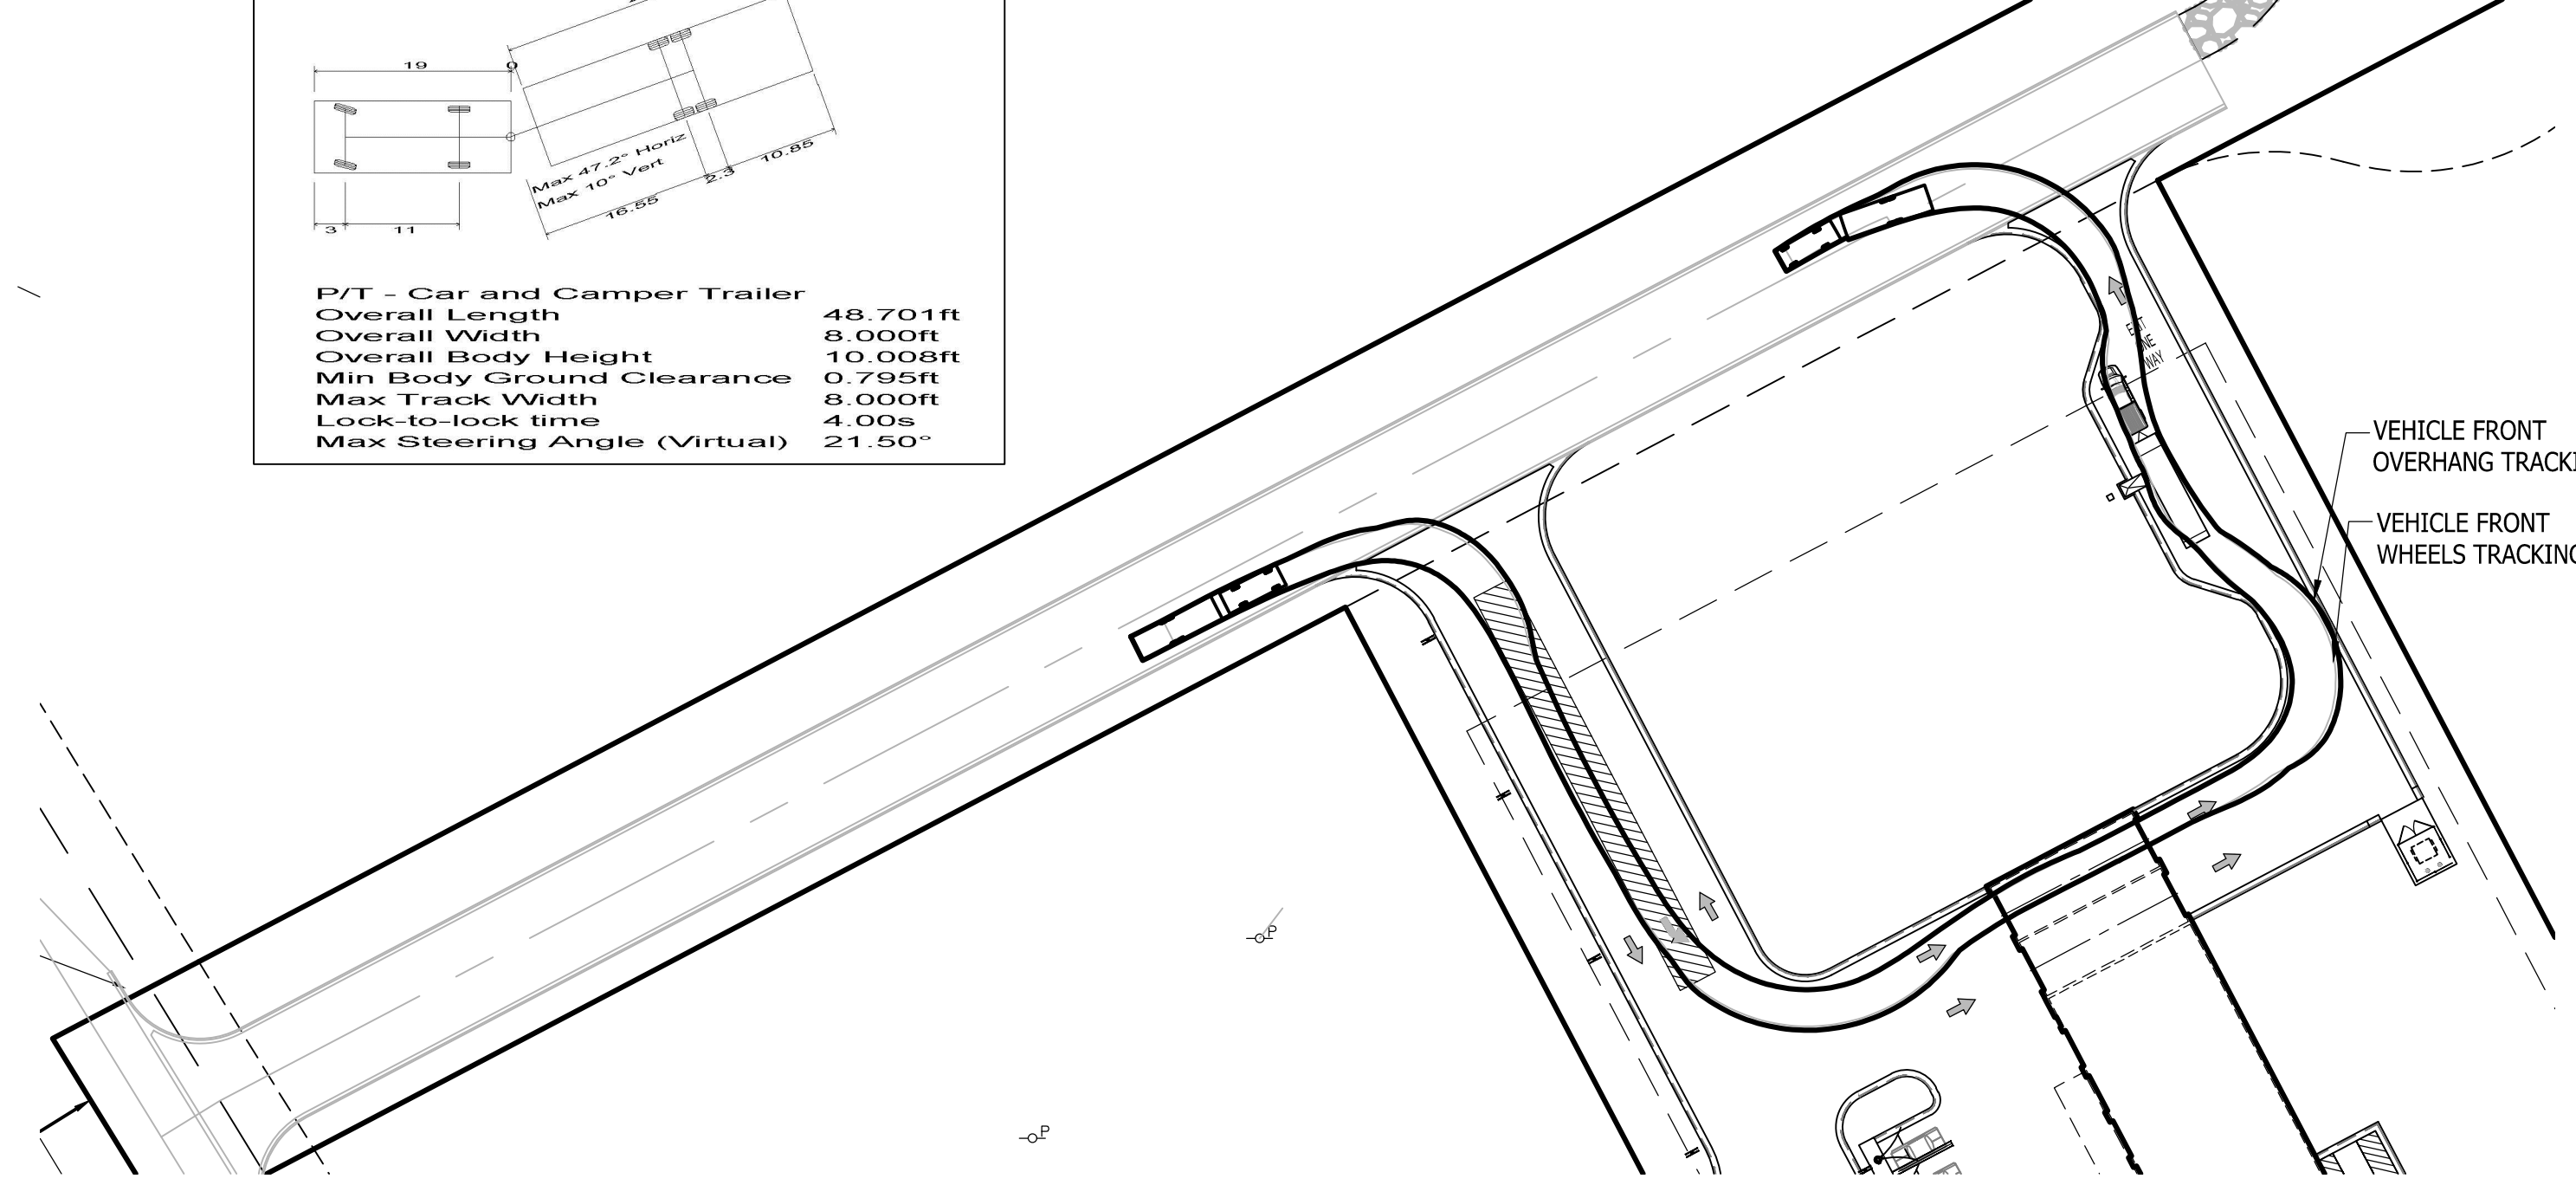 19
0
Max 47.2° Horiz
Max 10° Vert
16.55
2.3
10.85
3
11
P/T - Car and Camper Trailer
Overall Length 48.701ft
Overall Width 8.000ft
Overall Body Height 10.008ft
Min Body Ground Clearance 0.795ft
Max Track Width 8.000ft
Lock-to-lock time 4.00s
Max Steering Angle (Virtual) 21.50°
EXIT
ONE
WAY
VEHICLE FRONT
OVERHANG TRACKI
VEHICLE FRONT
WHEELS TRACKING
P
P